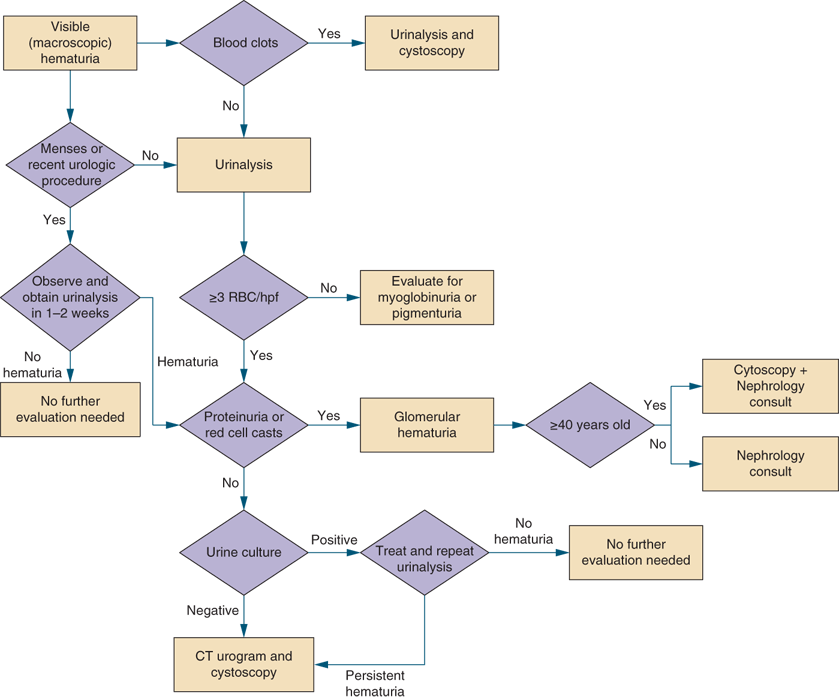 Visible
(macroscopic)
hematuria
Blood clots
Yes
Urinalysis and
cystoscopy
No
Menses or
recent urologic
procedure
No
Urinalysis
Yes
Observe and
obtain urinalysis
in 1–2 weeks
≥3 RBC/hpf
No
Evaluate for
myoglobinuria or
pigmenturia
No
hematuria
Hematuria
Yes
No further
evaluation needed
Proteinuria or
red cell casts
Yes
Glomerular
hematuria
≥40 years old
Yes
No
Cytoscopy +
Nephrology
consult
Nephrology
consult
No
Urine culture
Positive
Treat and repeat
urinalysis
No
hematuria
No further
evaluation needed
Negative
CT urogram and
cystoscopy
Persistent
hematuria